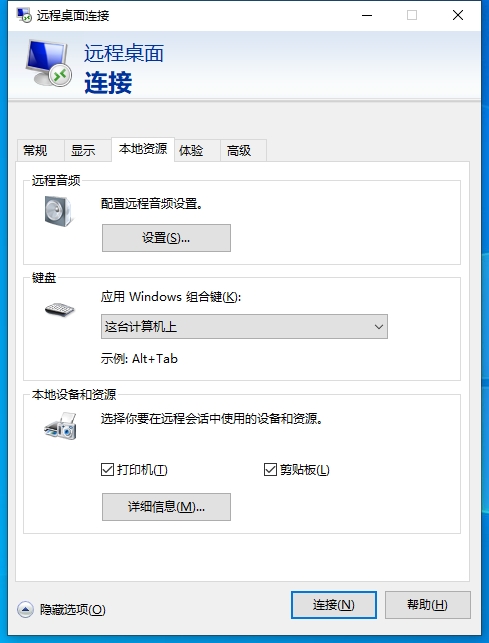 远程桌面连接
远程桌面
连接
常规 显示 本地资源 体验 高级
远程音频
配置远程音频设置。
设置(S)...
键盘
应用 Windows 组合键(K):
这台计算机上
示例: Alt+Tab
本地设备和资源
选择你要在远程会话中使用的设备和资源。
打印机(T) 剪贴板(L)
详细信息(M)...
隐藏选项(O) 连接(N) 帮助(H)